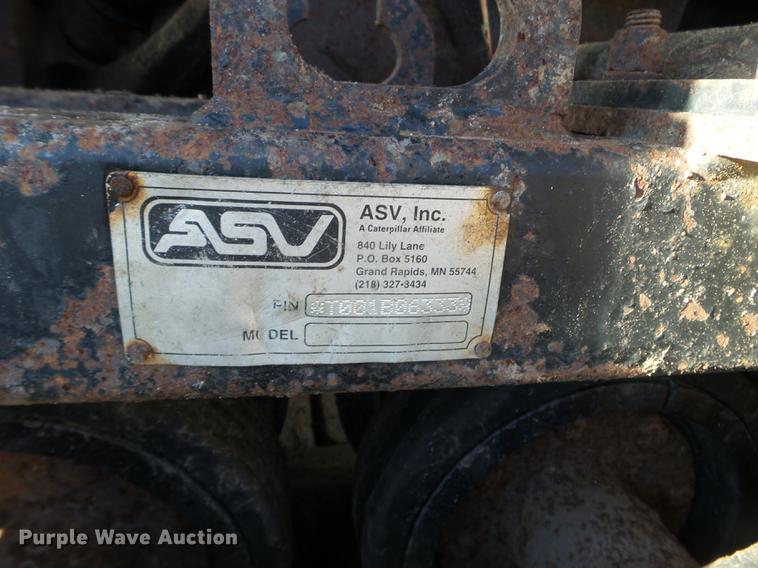 ASV
ASV, Inc.
A Caterpillar Affiliate
840 Lily Lane
P.O. Box 5160
Grand Rapids, MN 55744
(218) 327-3434
PIN *T001B06333*
MODEL
Purple Wave Auction